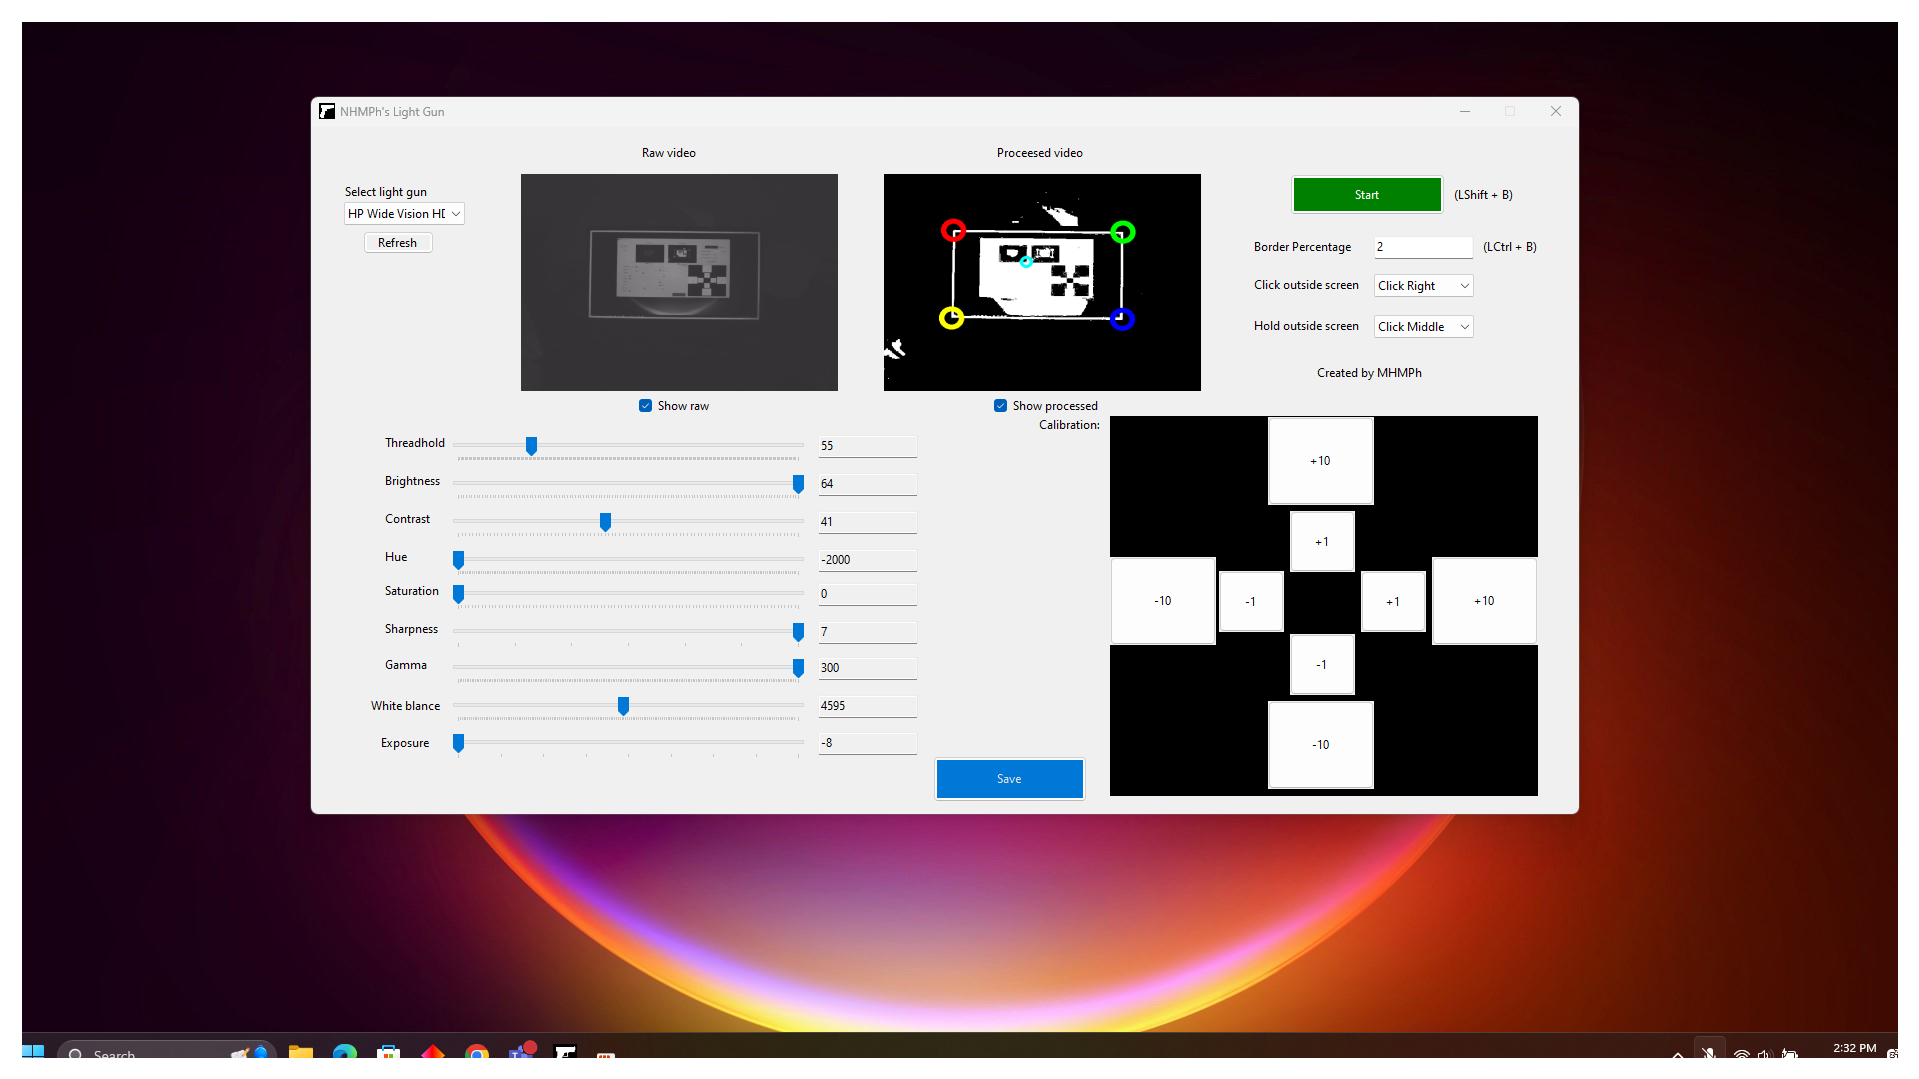 NHMPh's Light Gun
Raw video
Proceesed video
Select light gun
HP Wide Vision HD
Refresh
Start
(LShift + B)
Border Percentage
2
(LCtrl + B)
Click outside screen
Click Right
Hold outside screen
Click Middle
Created by MHMPh
Show raw
Show processed
Calibration:
Threadhold
55
Brightness
64
Contrast
41
Hue
-2000
Saturation
0
Sharpness
7
Gamma
300
White blance
4595
Exposure
-8
Save
+10
+1
-10
-1
+1
+10
-1
-10
Search
2:32 PM